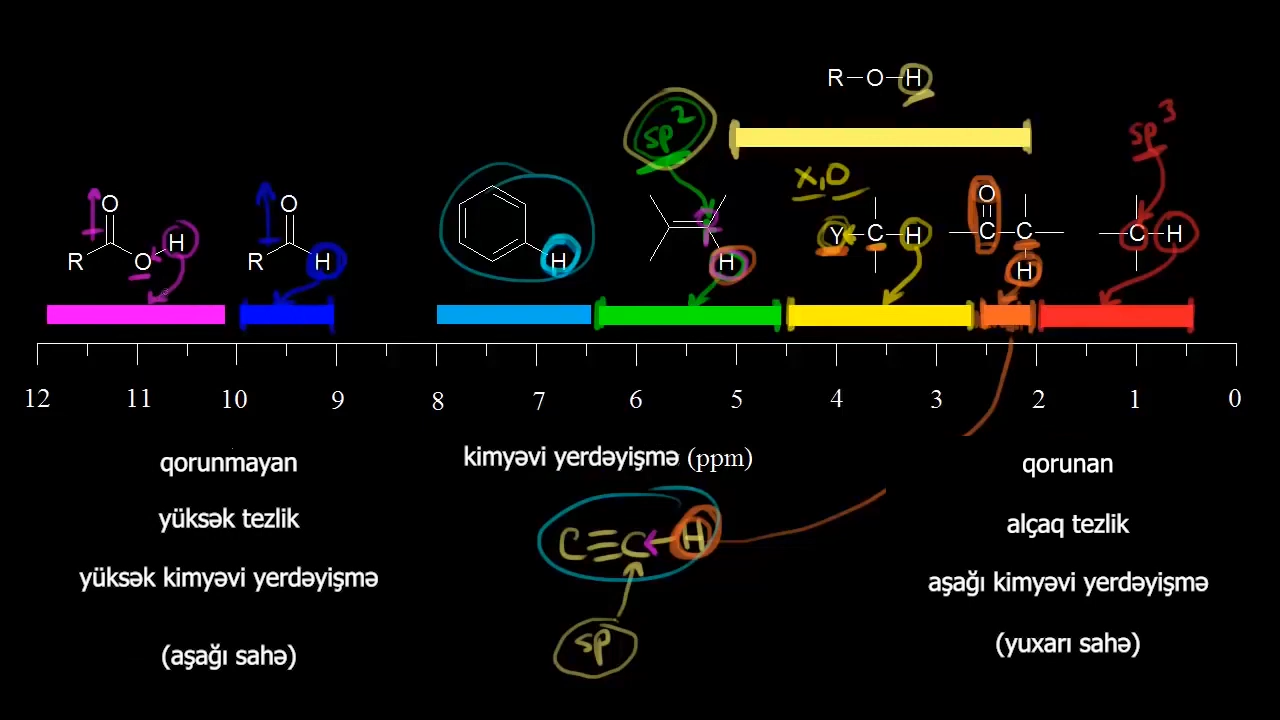 R-O-H
sp²
sp³
x,o
O
R
O
H
O
R
H
H
H
Y-C-H
O
C
C
H
C-H
12 11 10 9 8 7 6 5 4 3 2 1 0
qorunmayan
kimyəvi yerdəyişmə (ppm)
qorunan
yüksək tezlik
alçaq tezlik
C≡C-H
yüksək kimyəvi yerdəyişmə
aşağı kimyəvi yerdəyişmə
sp
(aşağı sahə)
(yuxarı sahə)